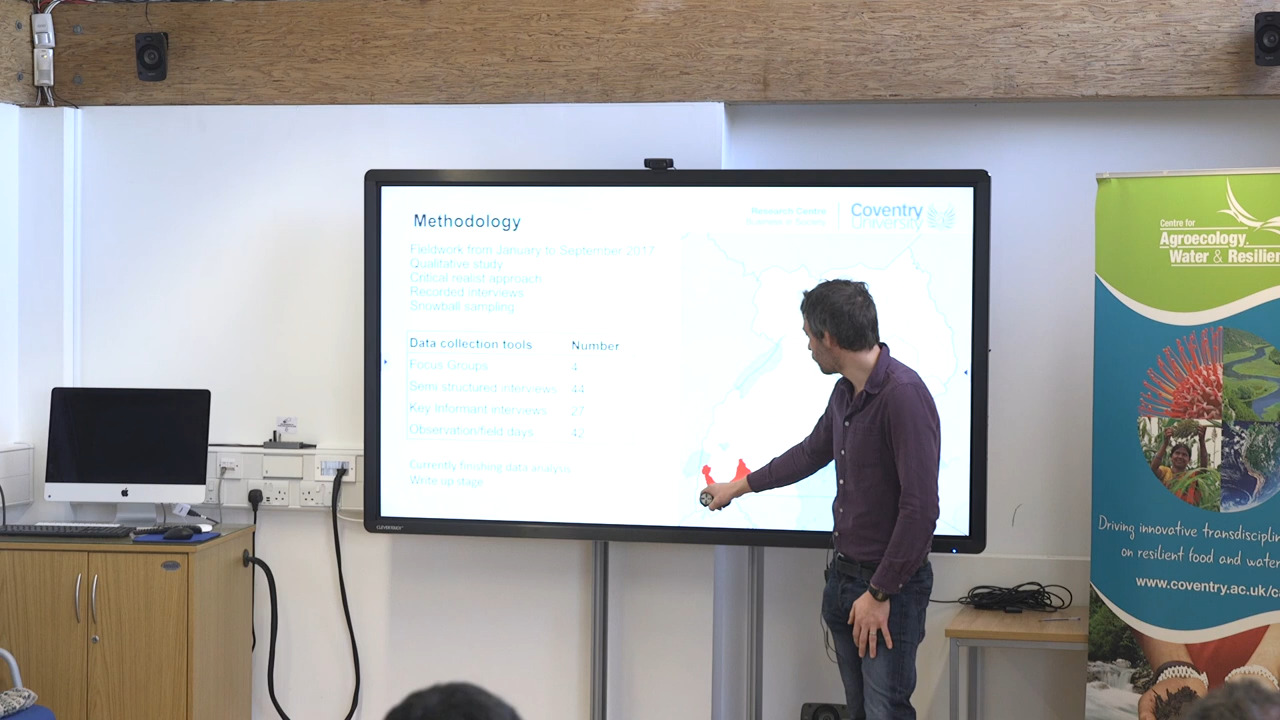 Methodology
Research Centre
Coventry
University
Fieldwork from January to September 2017
Qualitative study
Critical realist approach
Recorded interviews
Snowball sampling
Data collection tools Number
Focus Groups 4
Semi structured interviews 44
Key Informant interviews 27
Observation/field days 42
Currently finishing data analysis
Write up stage
CLEVERTOUCH
Centre for
Agroecology,
Water & Resilien
Driving innovative transdisciplin
on resilient food and water
www.coventry.ac.uk/ca